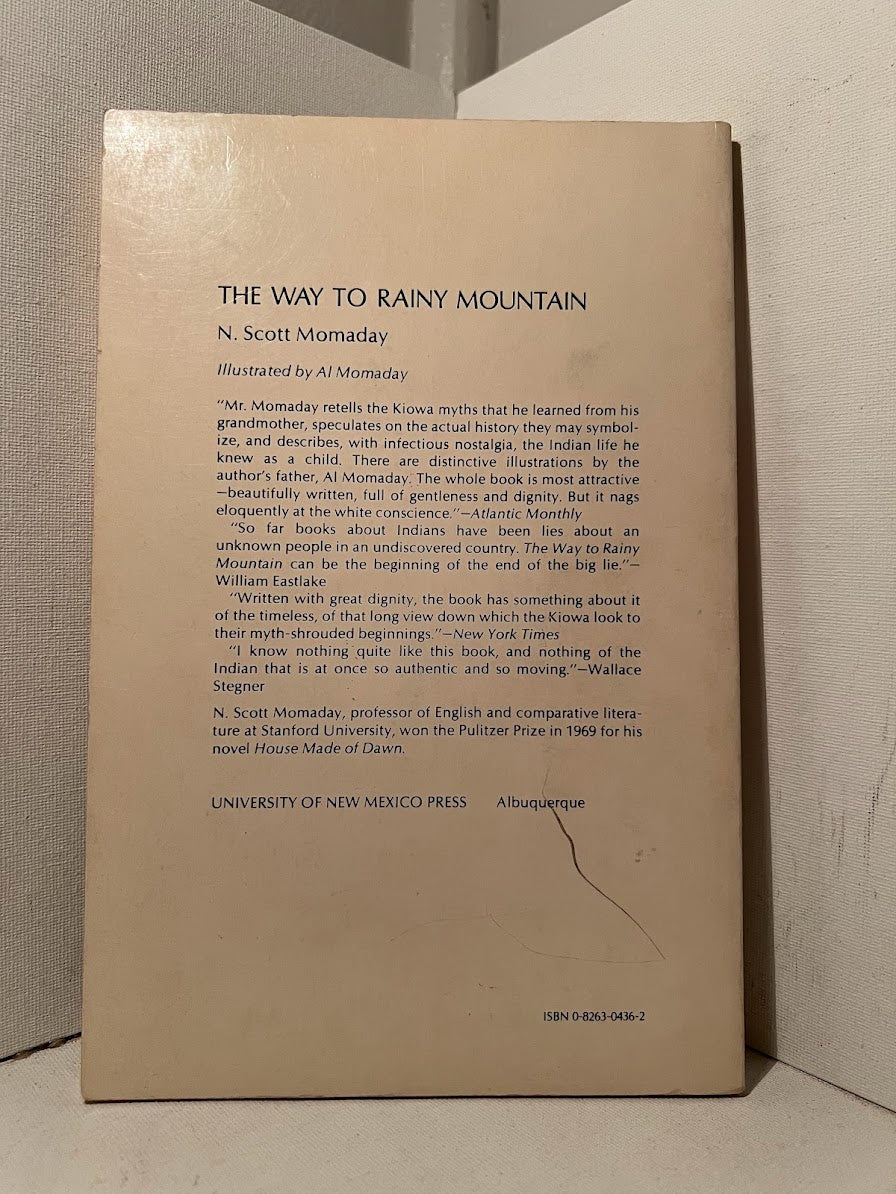 THE WAY TO RAINY MOUNTAIN
N. Scott Momaday
Illustrated by Al Momaday
“Mr. Momaday retells the Kiowa myths that he learned from his
grandmother, speculates on the actual history they may symbol-
ize, and describes, with infectious nostalgia, the Indian life he
knew as a child. There are distinctive illustrations by the
author’s father, Al Momaday. The whole book is most attractive
—beautifully written, full of gentleness and dignity. But it nags
eloquently at the white conscience.”—Atlantic Monthly
“So far books about Indians have been lies about an
unknown people in an undiscovered country. The Way to Rainy
Mountain can be the beginning of the end of the big lie.”—
William Eastlake
“Written with great dignity, the book has something about it
of the timeless, of that long view down which the Kiowa look to
their myth-shrouded beginnings.”—New York Times
“I know nothing quite like this book, and nothing of the
Indian that is at once so authentic and so moving.”—Wallace
Stegner
N. Scott Momaday, professor of English and comparative litera-
ture at Stanford University, won the Pulitzer Prize in 1969 for his
novel House Made of Dawn.
UNIVERSITY OF NEW MEXICO PRESS Albuquerque
ISBN 0-8263-0436-2